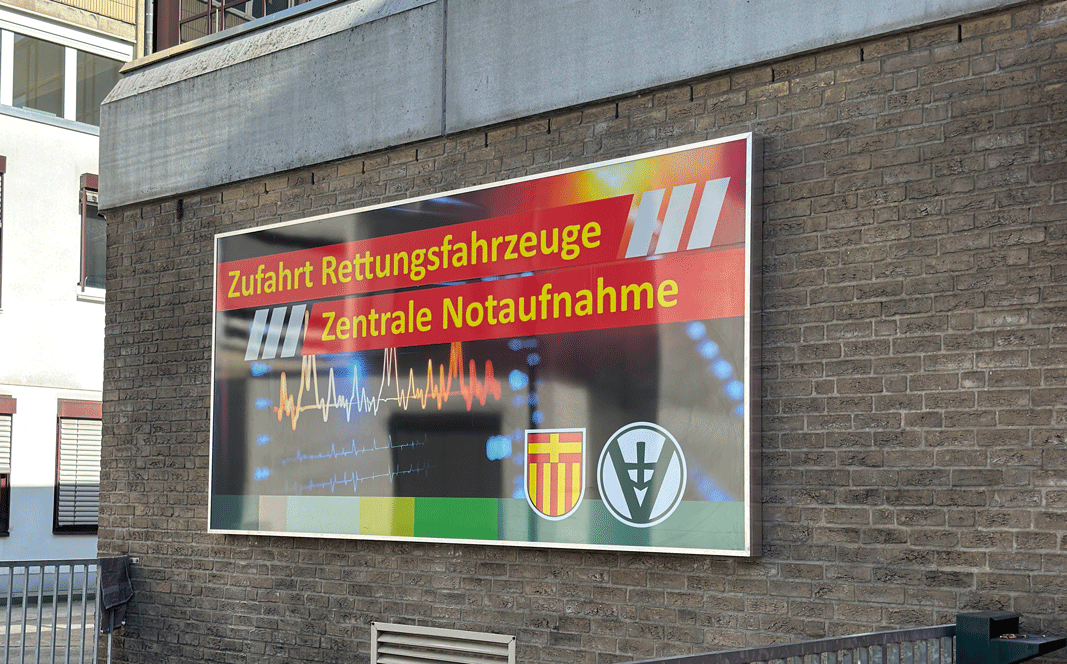 Zufahrt Rettungsfahrzeuge
Zentrale Notaufnahme